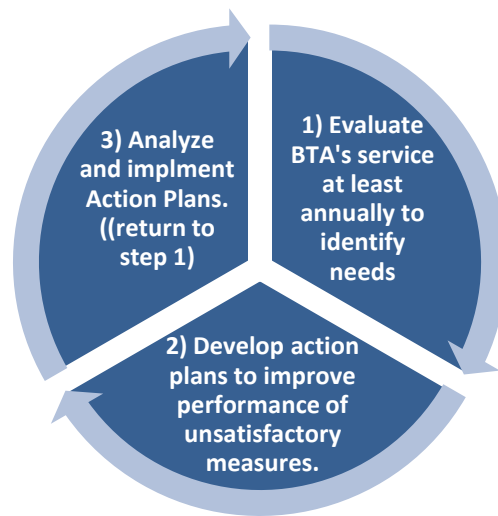 1) Evaluate
BTA's service
at least
annually to
identify
needs
2) Develop action
plans to improve
performance of
unsatisfactory
measures.
3) Analyze
and implment
Action Plans.
((return to
step 1)